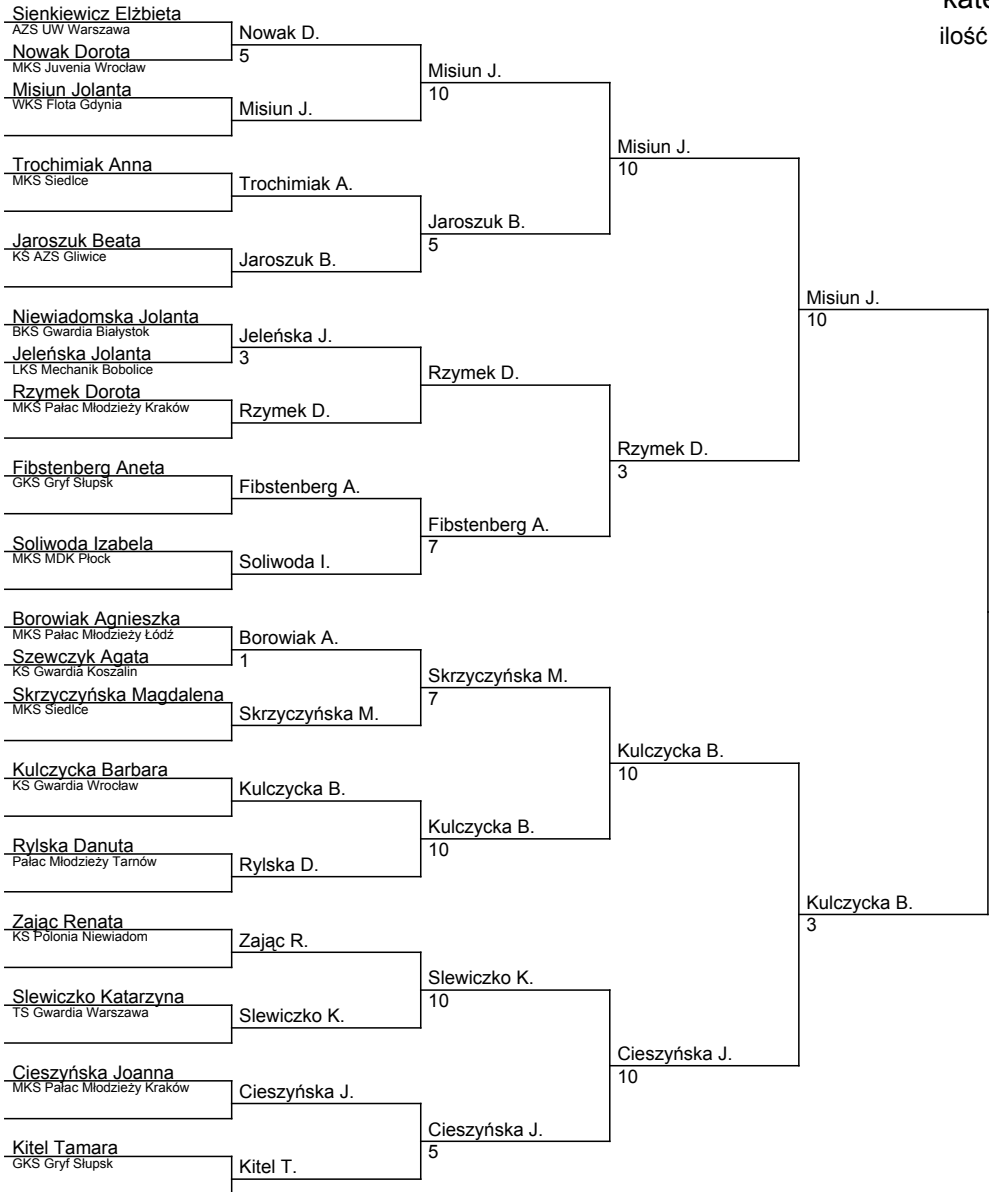 kate
ilość
Sienkiewicz Elżbieta
AZS UW Warszawa
Nowak Dorota
MKS Juvenia Wrocław
Misiun Jolanta
WKS Flota Gdynia
Trochimiak Anna
MKS Siedlce
Jaroszuk Beata
KŚ AZS Gliwice
Niewiadomska Jolanta
BKS Gwardia Białystok
Jeleńska Jolanta
LKS Mechanik Bobolice
Rzymek Dorota
MKS Pałac Młodzieży Kraków
Fibstenberg Aneta
GKS Gryf Słupsk
Soliwoda Izabela
MKS MDK Płock
Borowiak Agnieszka
MKS Pałac Młodzieży Łódź
Szewczyk Agata
KS Gwardia Koszalin
Skrzyczyńska Magdalena
MKS Siedlce
Kulczycka Barbara
KS Gwardia Wrocław
Rylska Danuta
Pałac Młodzieży Tarnów
Zając Renata
KS Polonia Niewiadom
Slewiczko Katarzyna
TS Gwardia Warszawa
Cieszyńska Joanna
MKS Pałac Młodzieży Kraków
Kitel Tamara
GKS Gryf Słupsk
Nowak D.
5
Misiun J.
Trochimiak A.
Jaroszuk B.
Jeleńska J.
3
Rzymek D.
Fibstenberg A.
Soliwoda I.
Borowiak A.
1
Skrzyczyńska M.
Kulczycka B.
Rylska D.
Zając R.
Slewiczko K.
Cieszyńska J.
Kitel T.
Misiun J.
10
Jaroszuk B.
5
Rzymek D.
Fibstenberg A.
7
Skrzyczyńska M.
7
Kulczycka B.
10
Slewiczko K.
10
Cieszyńska J.
5
Misiun J.
10
Rzymek D.
3
Kulczycka B.
10
Cieszyńska J.
10
Misiun J.
10
Kulczycka B.
3